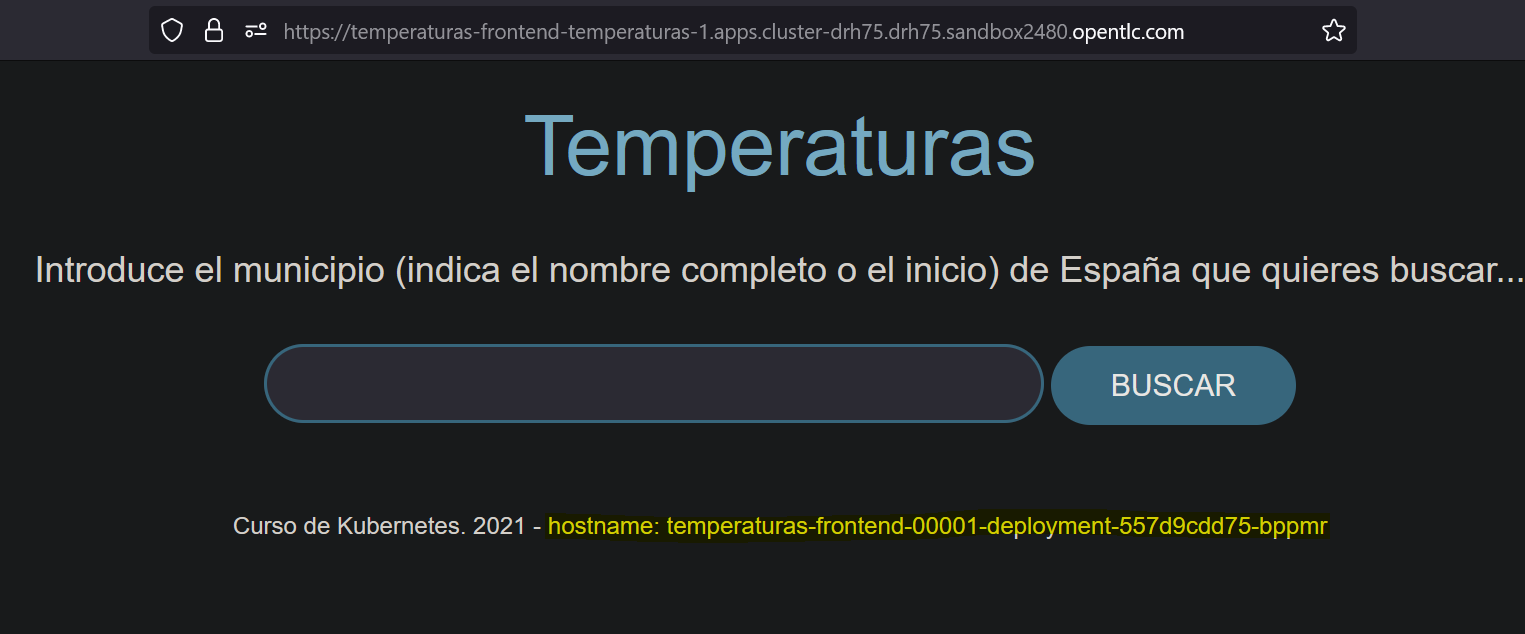 https://temperaturas-frontend-temperaturas-1.apps.cluster-drh75.drh75.sandbox2480.opentlc.com
Temperaturas
Introduce el municipio (indica el nombre completo o el inicio) de España que quieres buscar...
BUSCAR
Curso de Kubernetes. 2021 - hostname: temperaturas-frontend-00001-deployment-557d9cdd75-bppmr